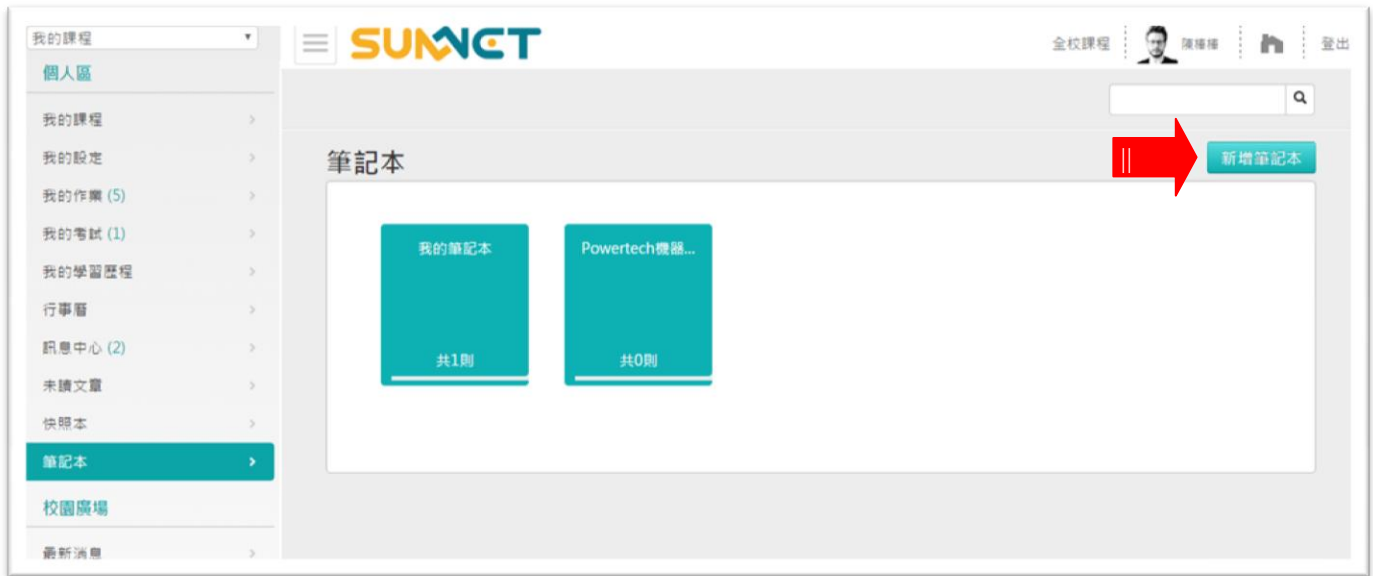 我的課程
個人區
我的課程
我的設定
我的作業 (5)
我的考試 (1)
我的學習歷程
行事曆
訊息中心 (2)
未讀文章
快照本
筆記本
校園廣場
最新消息
SUNNET
全校課程
登出
筆記本
新增筆記本
我的筆記本
共1則
Powertech機器...
共0則